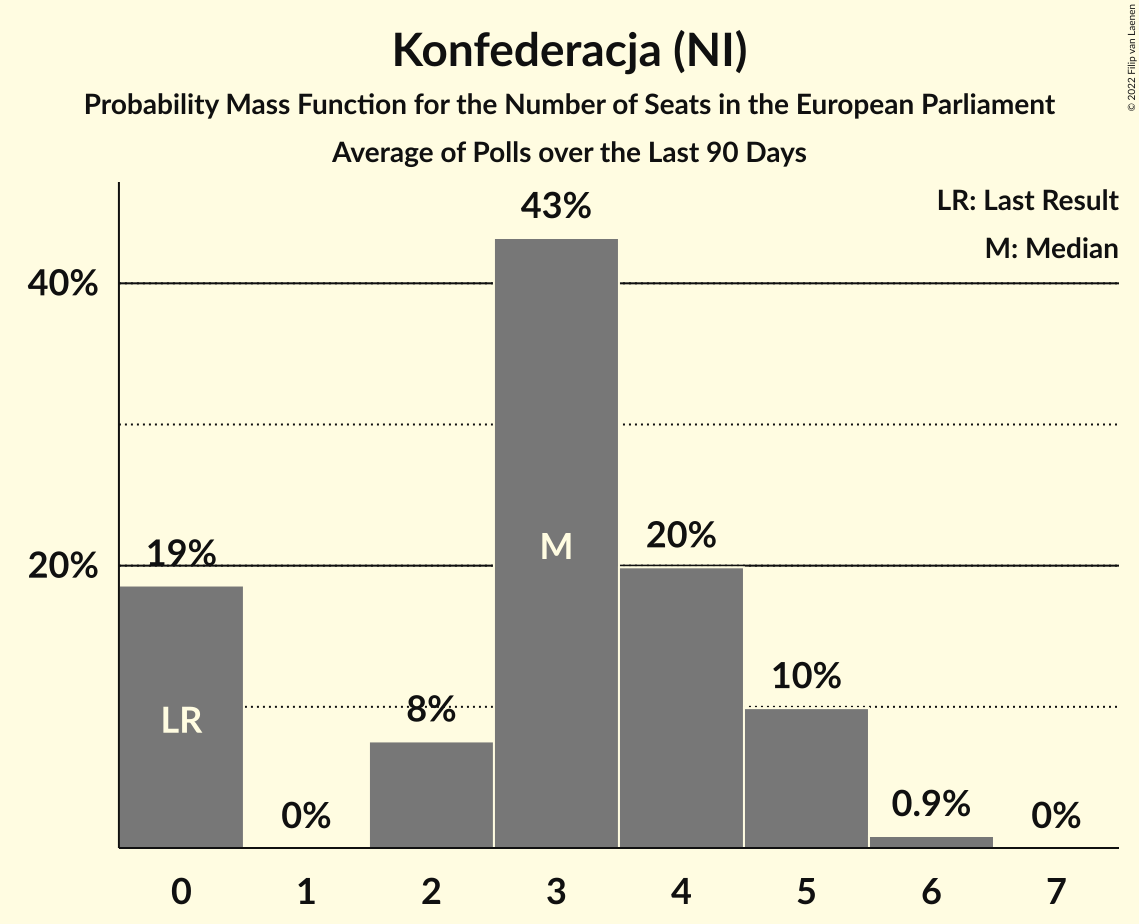 Konfederacja (NI)
Probability Mass Function for the Number of Seats in the European Parliament
Average of Polls over the Last 90 Days
© 2022 Filip van Laenen
LR: Last Result
M: Median
43%
40%
M
20%
19%
20%
10%
8%
LR
0.9%
0%
0%
0 1 2 3 4 5 6 7